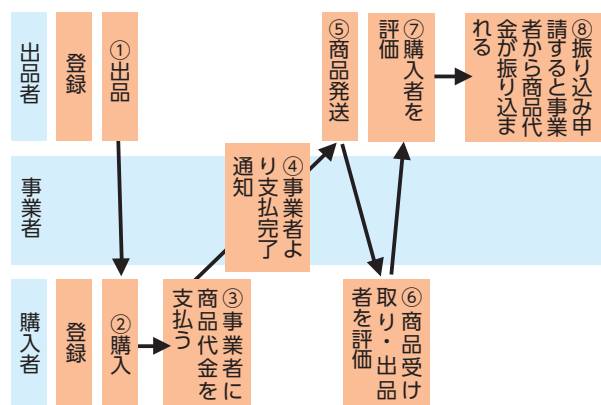 出品者
登録
①出品
⑤商品発送
⑦購入者を
評価
⑧振り込み申
請すると事業
者から商品代
金が振り込ま
れる
事業者
④事業者よ
り支払完了
通知
購入者
登録
②購入
③事業者に
商品代金を
支払う
⑥商品受け
取り・出品
者を評価